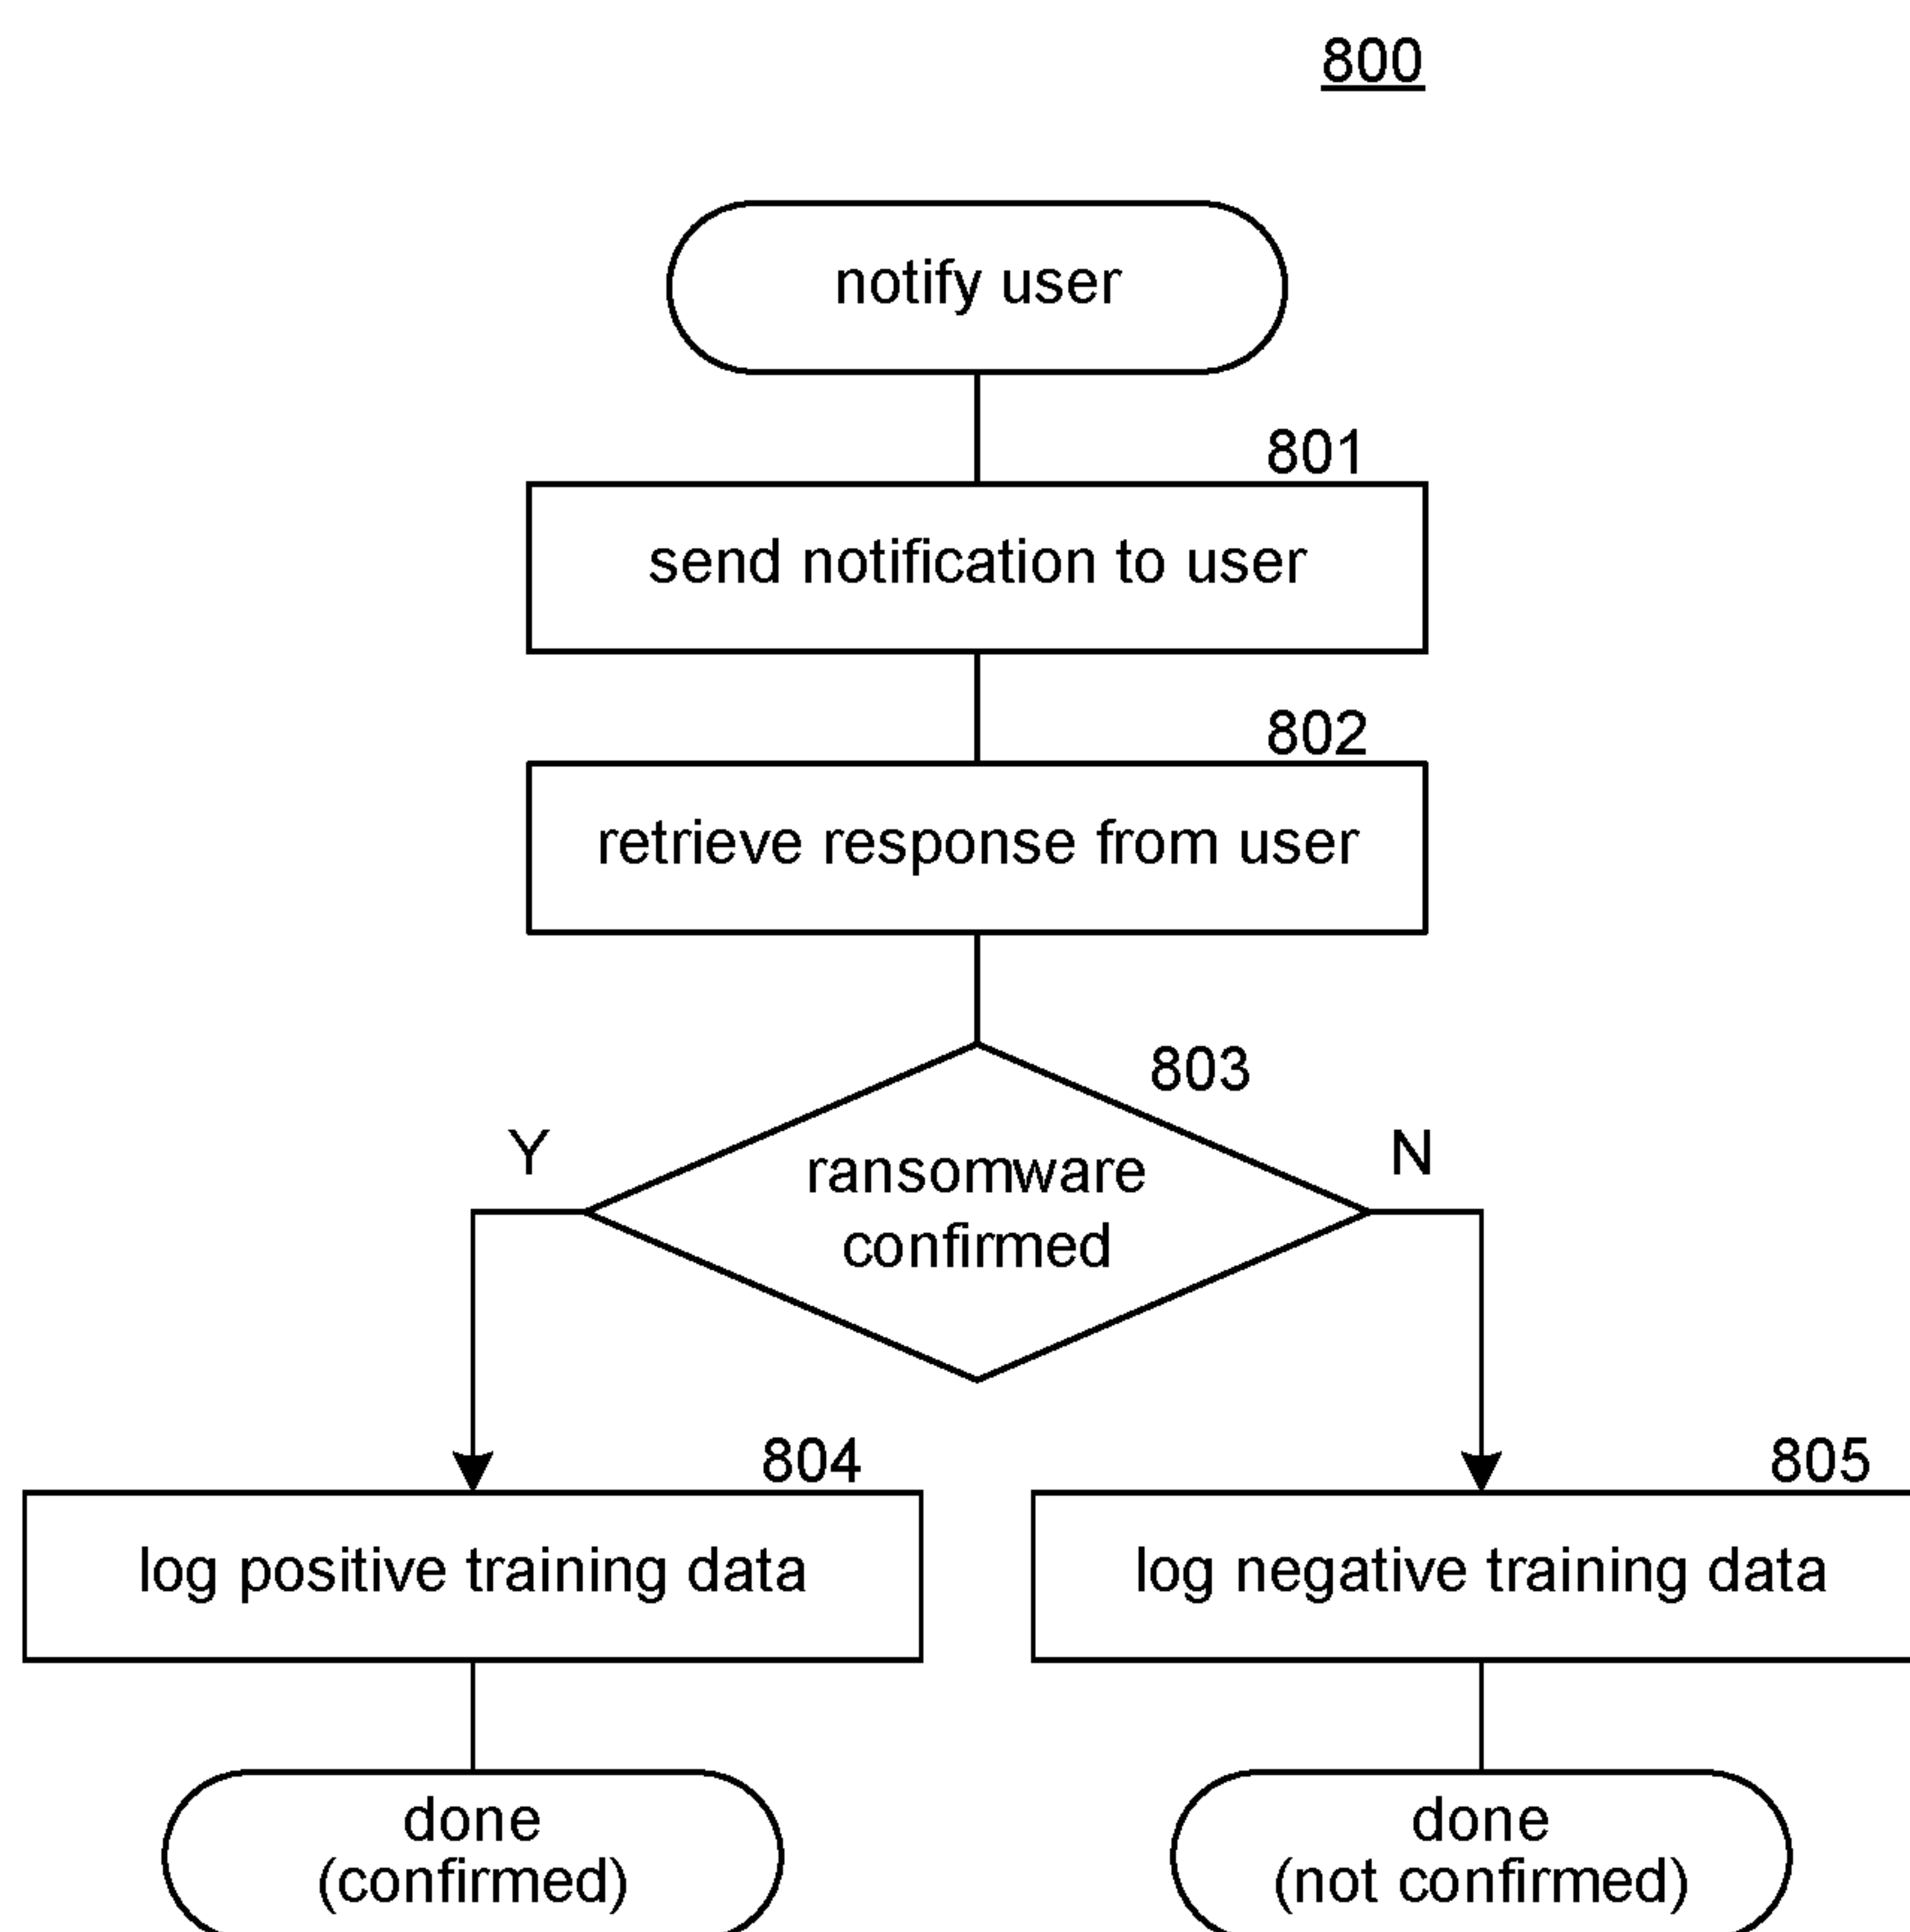 800
notify user
801
send notification to user
802
retrieve response from user
803
Y
N
ransomware
confirmed
804
805
log positive training data
log negative training data
done
(confirmed)
done
(not confirmed)